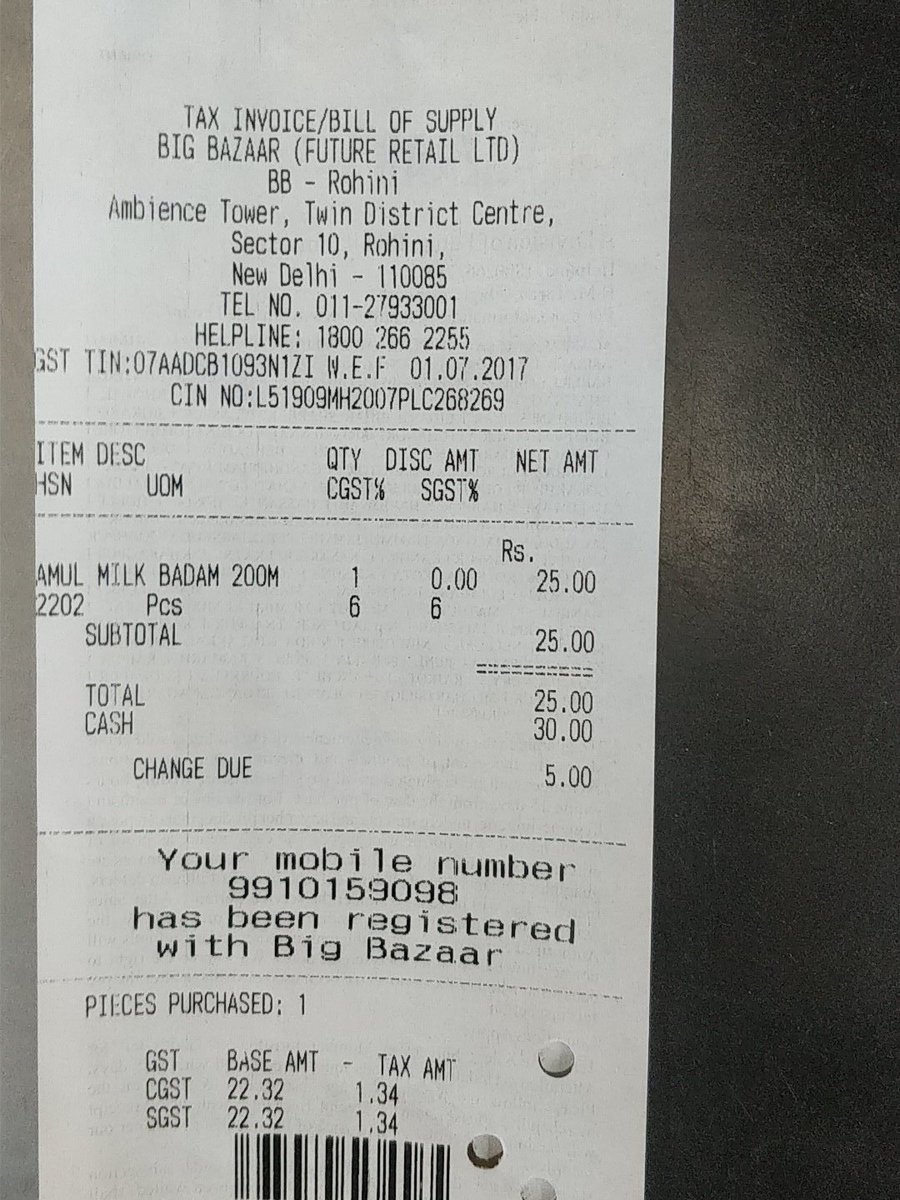 TAX INVOICE/BILL OF SUPPLY
BIG BAZAAR (FUTURE RETAIL LTD)
BB - Rohini
Ambience Tower, Twin District Centre,
Sector 10, Rohini,
New Delhi - 110085
TEL NO. 011-27933001
HELPLINE: 1800 266 2255
GST TIN:07AADCB1093N1ZI W.E.F 01.07.2017
CIN NO:L51909MH2007PLC268269
ITEM DESC QTY DISC AMT NET AMT
HSN UOM CGST% SGST%
Rs.
AMUL MILK BADAM 200M 1 0.00 25.00
2202 Pcs 6 6
SUBTOTAL 25.00
TOTAL 25.00
CASH 30.00
CHANGE DUE 5.00
Your mobile number
9910159098
has been registered
with Big Bazaar
PIECES PURCHASED: 1
GST BASE AMT - TAX AMT
CGST 22.32 1.34
SGST 22.32 1.34